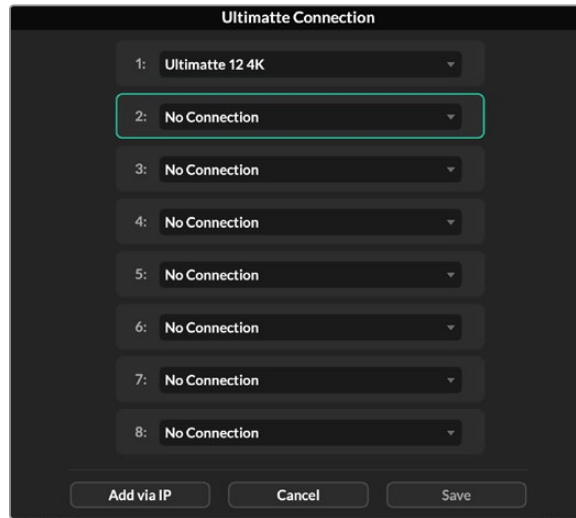 Ultimatte Connection
1: Ultimatte 12 4K
2: No Connection
3: No Connection
4: No Connection
5: No Connection
6: No Connection
7: No Connection
8: No Connection
Add via IP Cancel Save